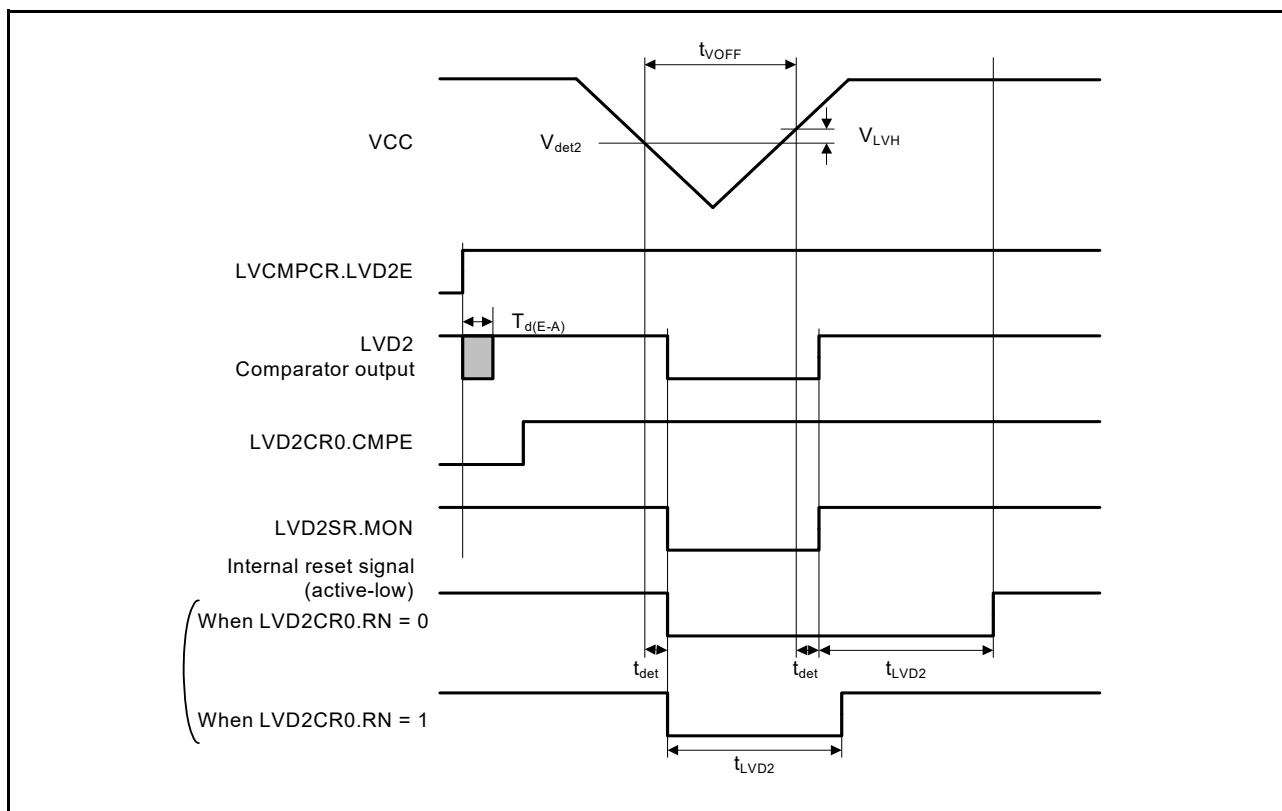 tVOFF
VCC
Vdet2
VLVH
LVCMPCR.LVD2E
Td(E-A)
LVD2
Comparator output
LVD2CR0.CMPE
LVD2SR.MON
Internal reset signal
(active-low)
When LVD2CR0.RN = 0
tdet
tdet
tLVD2
When LVD2CR0.RN = 1
tLVD2